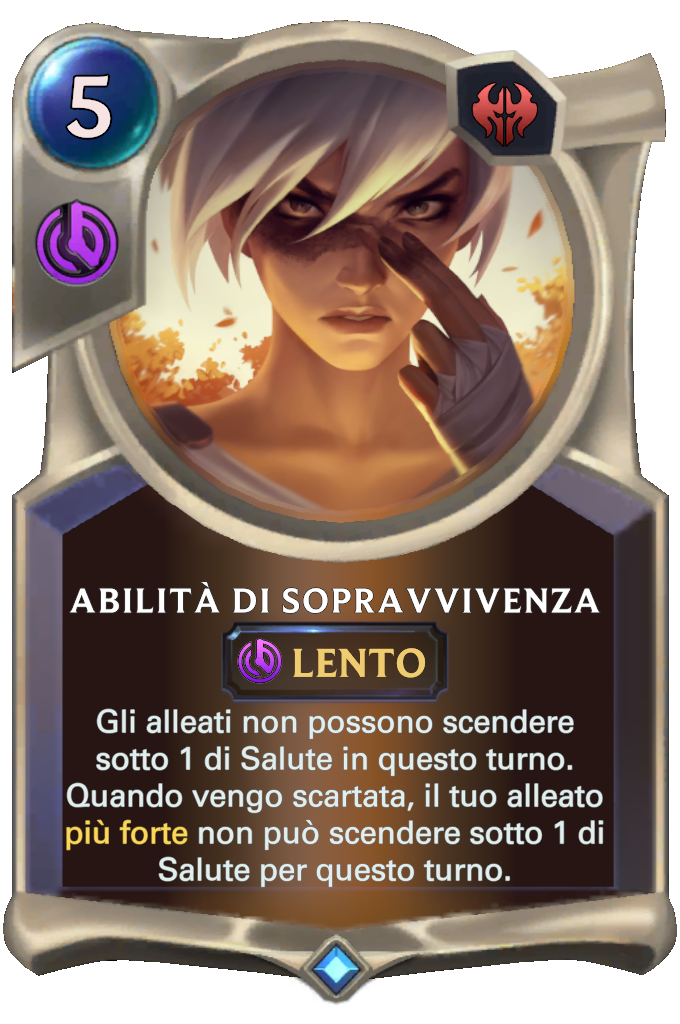 5
ABILITÀ DI SOPRAVVIVENZA
LENTO
Gli alleati non possono scendere
sotto 1 di Salute in questo turno.
Quando vengo scartata, il tuo alleato
più forte non può scendere sotto 1 di
Salute per questo turno.